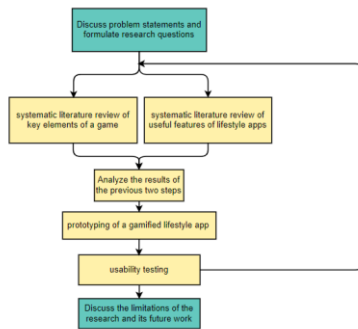 Discuss problem statements and
formulate research questions
systematic literature review of
key elements of a game
systematic literature review of
useful features of lifestyle apps
Analyze the results of
the previous two steps
prototyping of a gamified lifestyle app
usability testing
Discuss the limitations of the
research and its future work